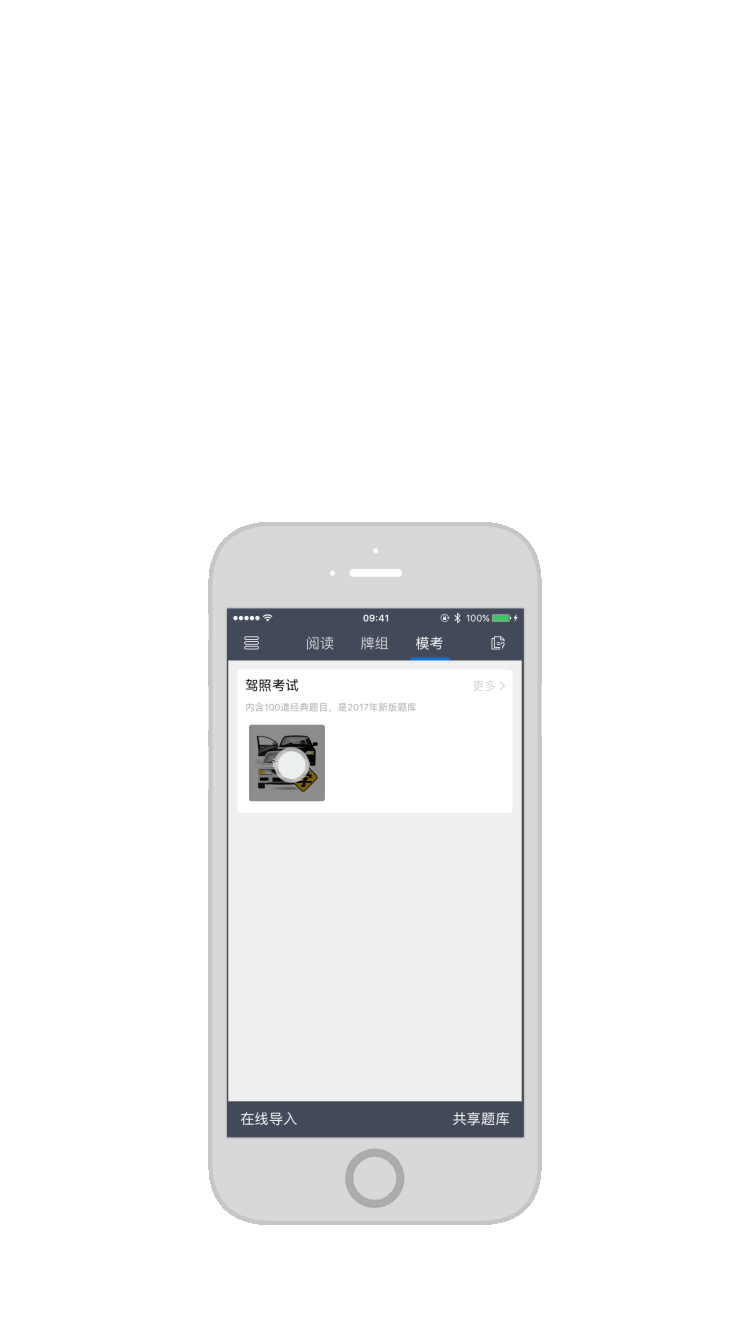 09:41 100%
阅读 牌组 模考
驾照考试 更多
内含100道经典题目，是2017年新版题库
在线导入 共享题库